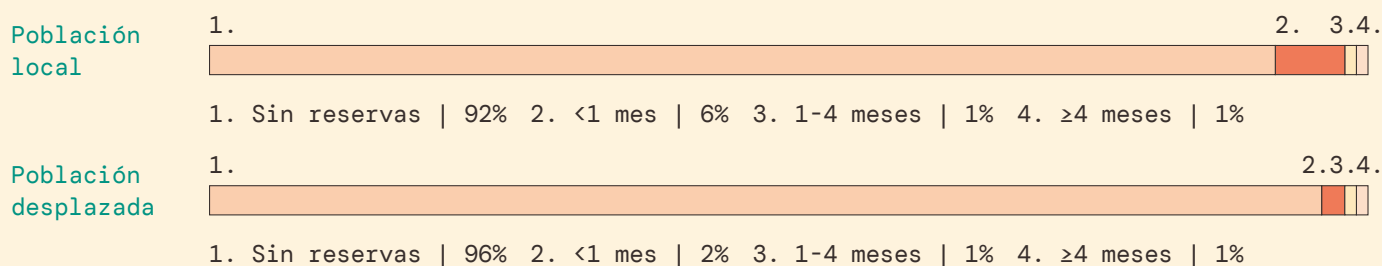 Población
local
1. 2. 3.4.
1. Sin reservas | 92% 2. <1 mes | 6% 3. 1-4 meses | 1% 4. ≥4 meses | 1%
Población
desplazada
1. 2.3.4.
1. Sin reservas | 96% 2. <1 mes | 2% 3. 1-4 meses | 1% 4. ≥4 meses | 1%